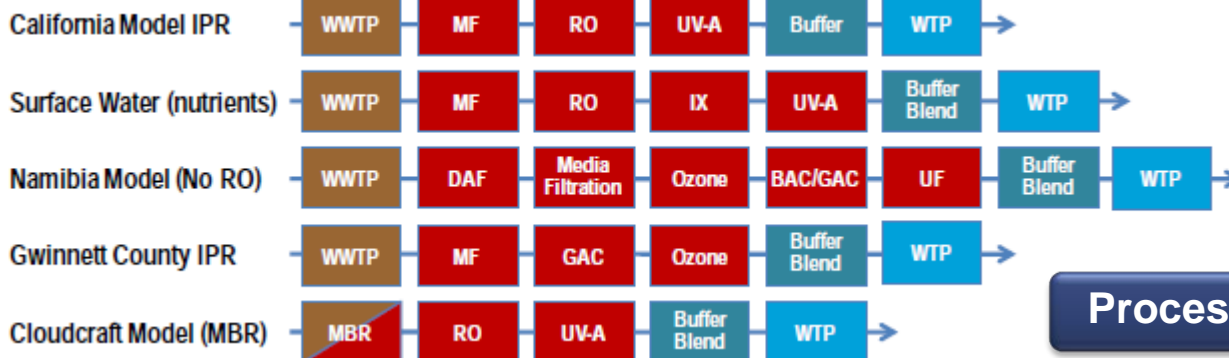 California Model IPR WWTP MF RO UV-A Buffer WTP
Surface Water (nutrients) WWTP MF RO IX UV-A Buffer Blend WTP
Namibia Model (No RO) WWTP DAF Media Filtration Ozone BAC/GAC UF Buffer Blend WTP
Gwinnett County IPR WWTP MF GAC Ozone Buffer Blend WTP
Cloudcraft Model (MBR) MBR RO UV-A Buffer Blend WTP
Proces